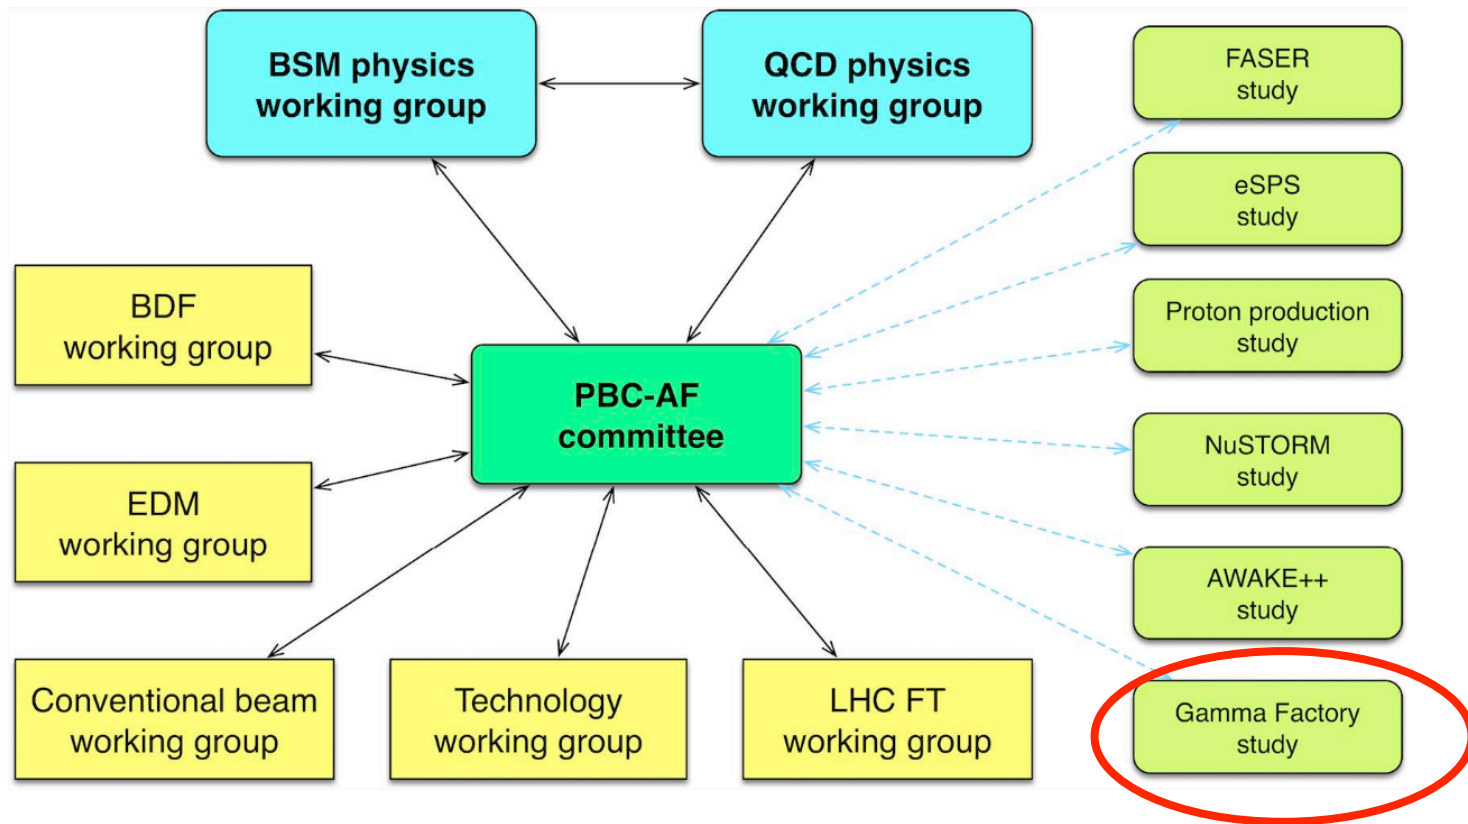 BSM physics
working group
QCD physics
working group
FASER
study
eSPS
study
Proton production
study
NuSTORM
study
AWAKE++
study
Gamma Factory
study
BDF
working group
PBC-AF
committee
EDM
working group
Conventional beam
working group
Technology
working group
LHC FT
working group